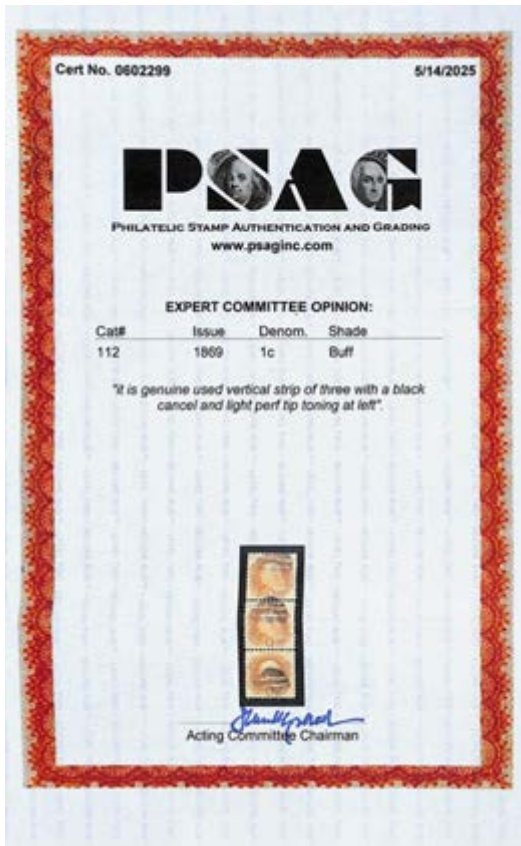 Cert No. 0602299 5/14/2025
PSAG
PHILATELIC STAMP AUTHENTICATION AND GRADING
www.psaginc.com
EXPERT COMMITTEE OPINION:
Cat# Issue Denom. Shade
112 1869 1c Buff
"it is genuine used vertical strip of three with a black
cancel and light perf tip toning at left".
Acting Committee Chairman